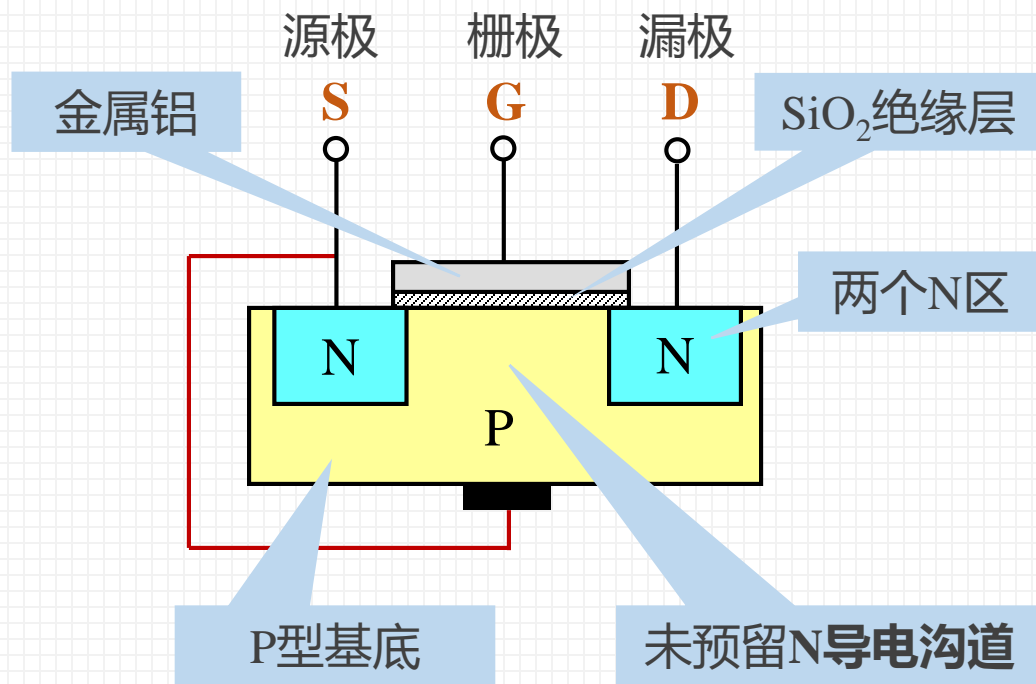 源极 栅极 漏极
金属铝 S G D SiO₂绝缘层
两个N区
N N
P
P型基底 未预留N导电沟道